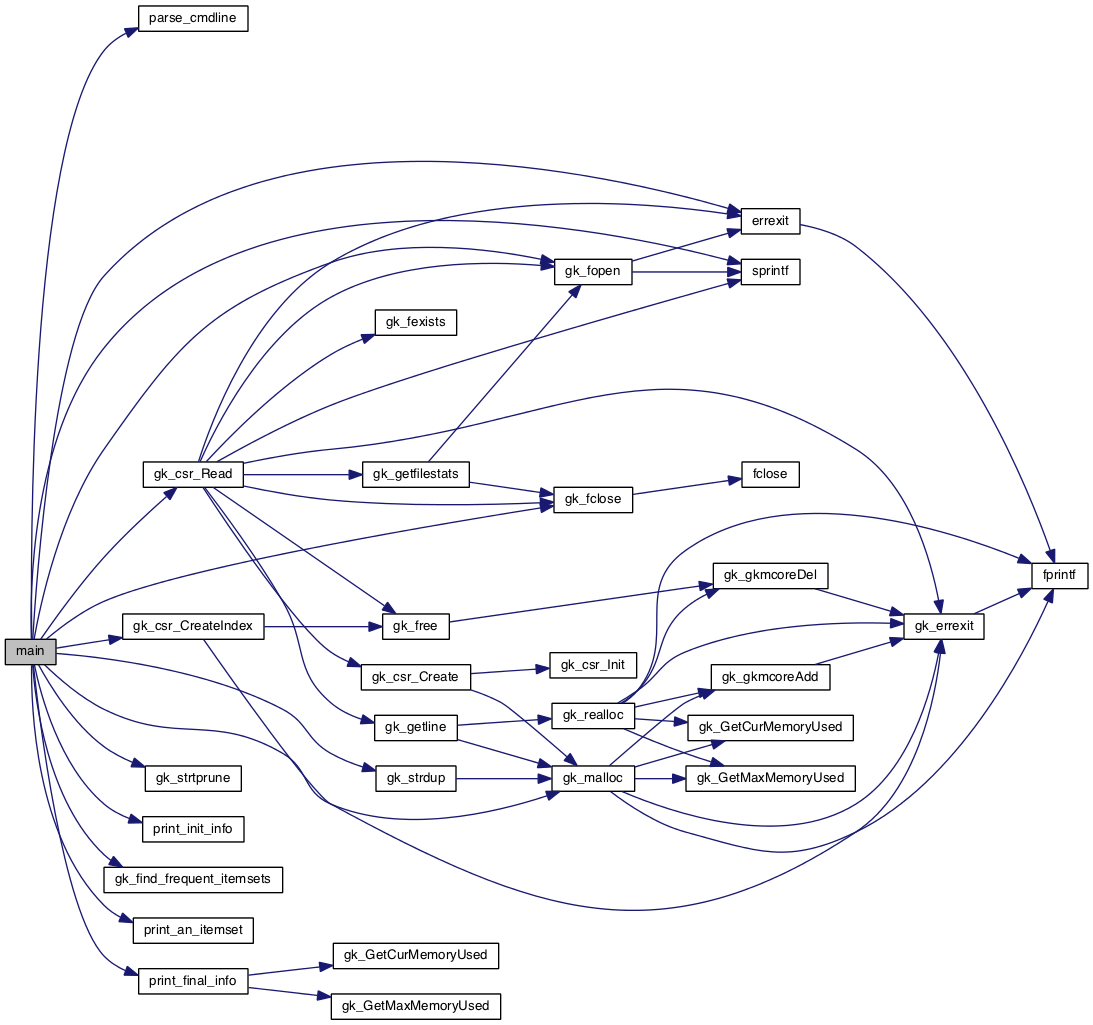 parse_cmdline
errexit
sprintf
gk_fopen
gk_fexists
gk_csr_Read
gk_getfilestats
fclose
gk_fclose
fprintf
gk_gkmcoreDel
gk_csr_CreateIndex
gk_free
gk_errexit
main
gk_csr_Init
gk_csr_Create
gk_gkmcoreAdd
gk_realloc
gk_getline
gk_GetCurMemoryUsed
gk_strtprune
gk_strdup
gk_malloc
gk_GetMaxMemoryUsed
print_init_info
gk_find_frequent_itemsets
print_an_itemset
gk_GetCurMemoryUsed
print_final_info
gk_GetMaxMemoryUsed